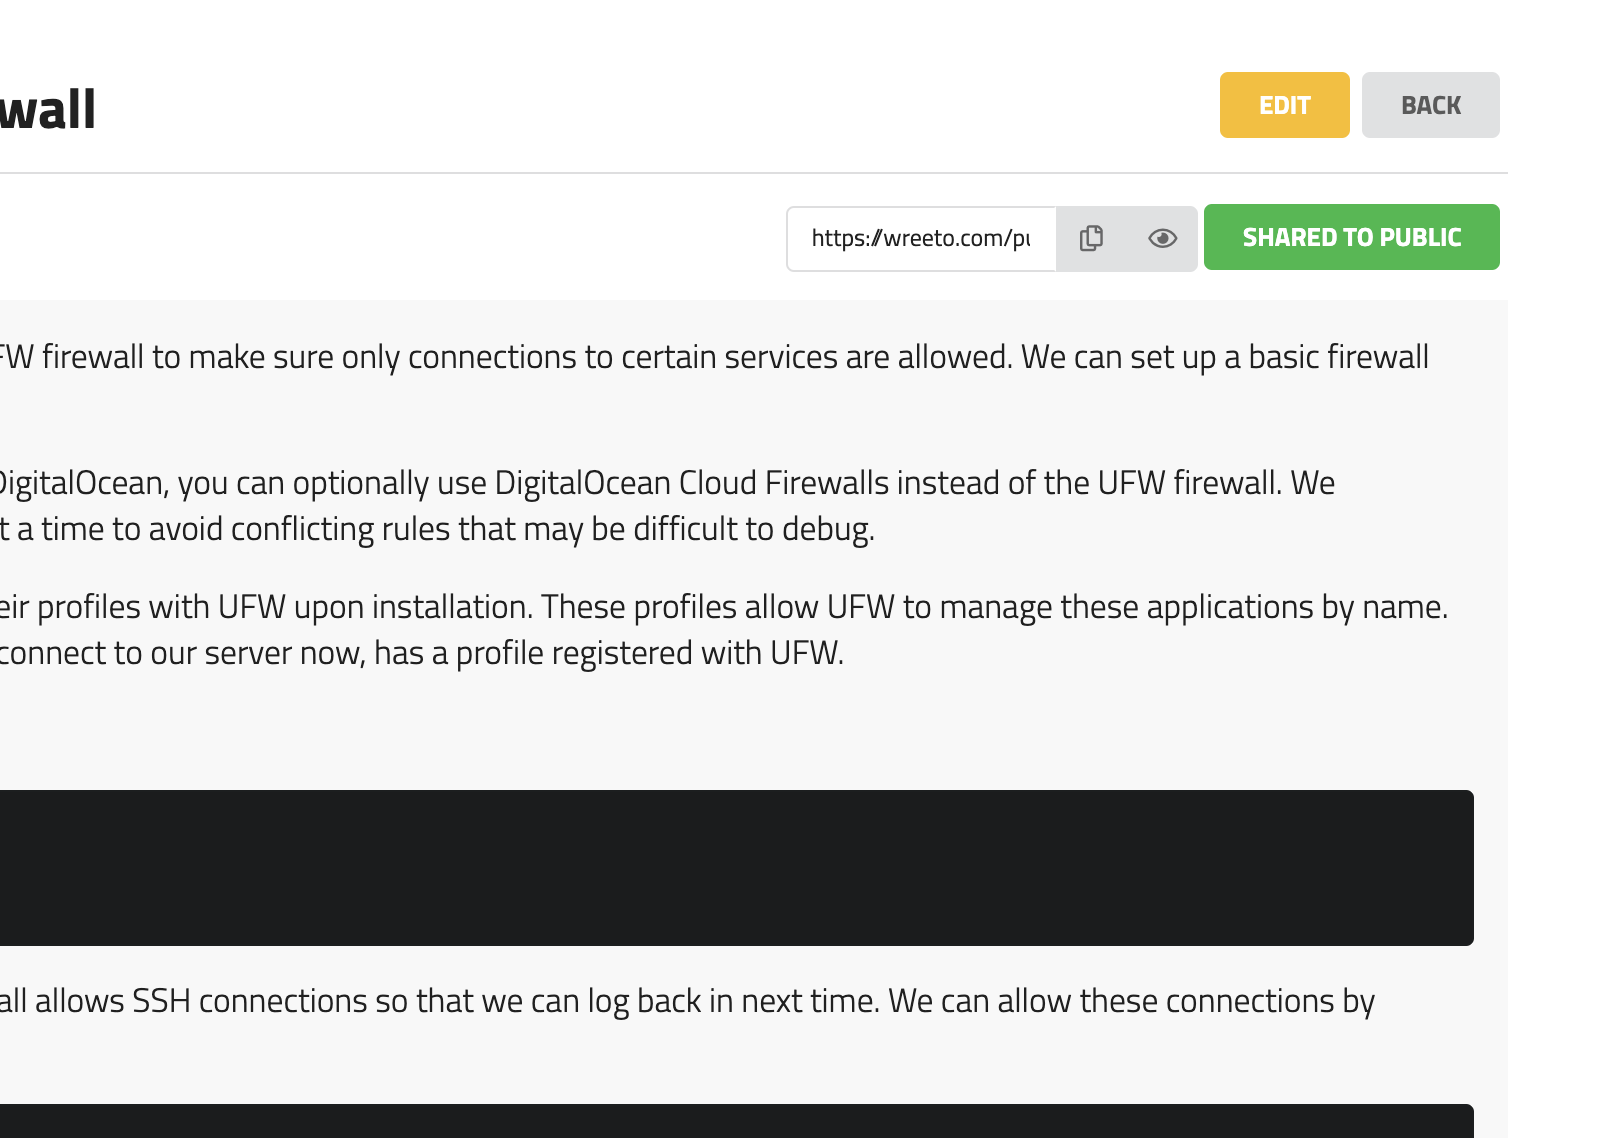 wall
EDIT
BACK
https://wreeto.com/pu
SHARED TO PUBLIC
FW firewall to make sure only connections to certain services are allowed. We can set up a basic firewall
DigitalOcean, you can optionally use DigitalOcean Cloud Firewalls instead of the UFW firewall. We
t a time to avoid conflicting rules that may be difficult to debug.
eir profiles with UFW upon installation. These profiles allow UFW to manage these applications by name.
connect to our server now, has a profile registered with UFW.
all allows SSH connections so that we can log back in next time. We can allow these connections by